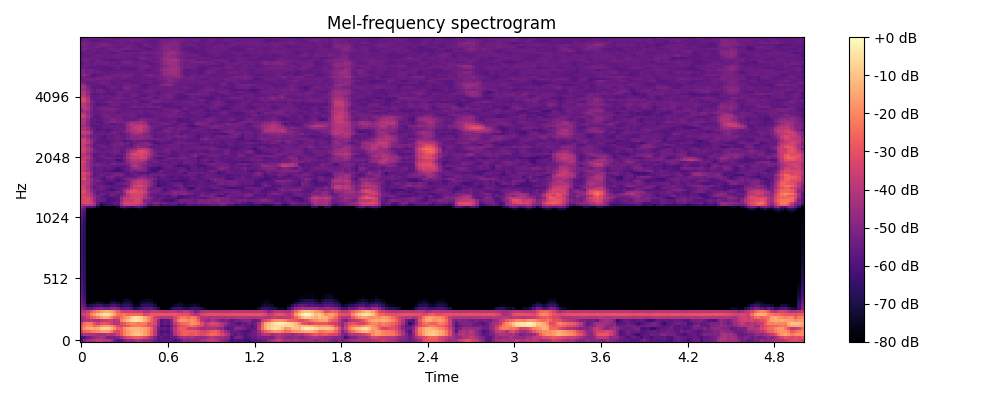 Mel-frequency spectrogram
+0 dB
-10 dB
4096
-20 dB
2048
-30 dB
Hz
-40 dB
1024
-50 dB
512
-60 dB
-70 dB
0
-80 dB
0 0.6 1.2 1.8 2.4 3 3.6 4.2 4.8
Time